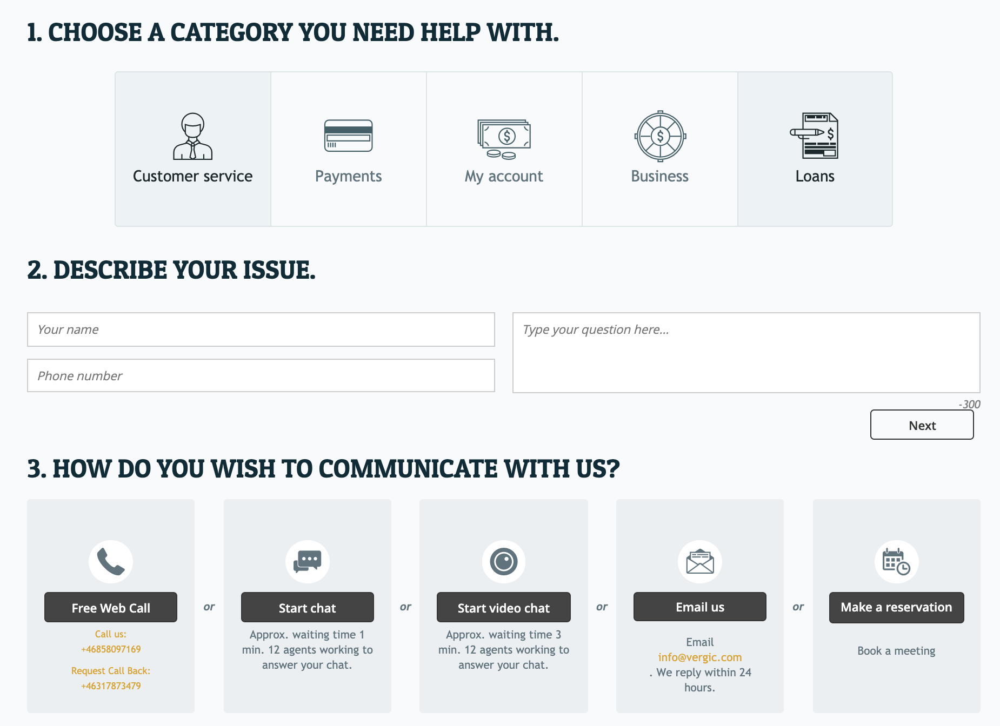 1. CHOOSE A CATEGORY YOU NEED HELP WITH.
Customer service
Payments
My account
Business
Loans
2. DESCRIBE YOUR ISSUE.
Your name
Type your question here...
Phone number
-300
Next
3. HOW DO YOU WISH TO COMMUNICATE WITH US?
Free Web Call
Call us:
+46858097169
Request Call Back:
+46317873479
or
Start chat
Approx. waiting time 1
min. 12 agents working to
answer your chat.
or
Start video chat
Approx. waiting time 3
min. 12 agents working to
answer your chat.
or
Email us
Email
info@vergic.com
. We reply within 24
hours.
or
Make a reservation
Book a meeting